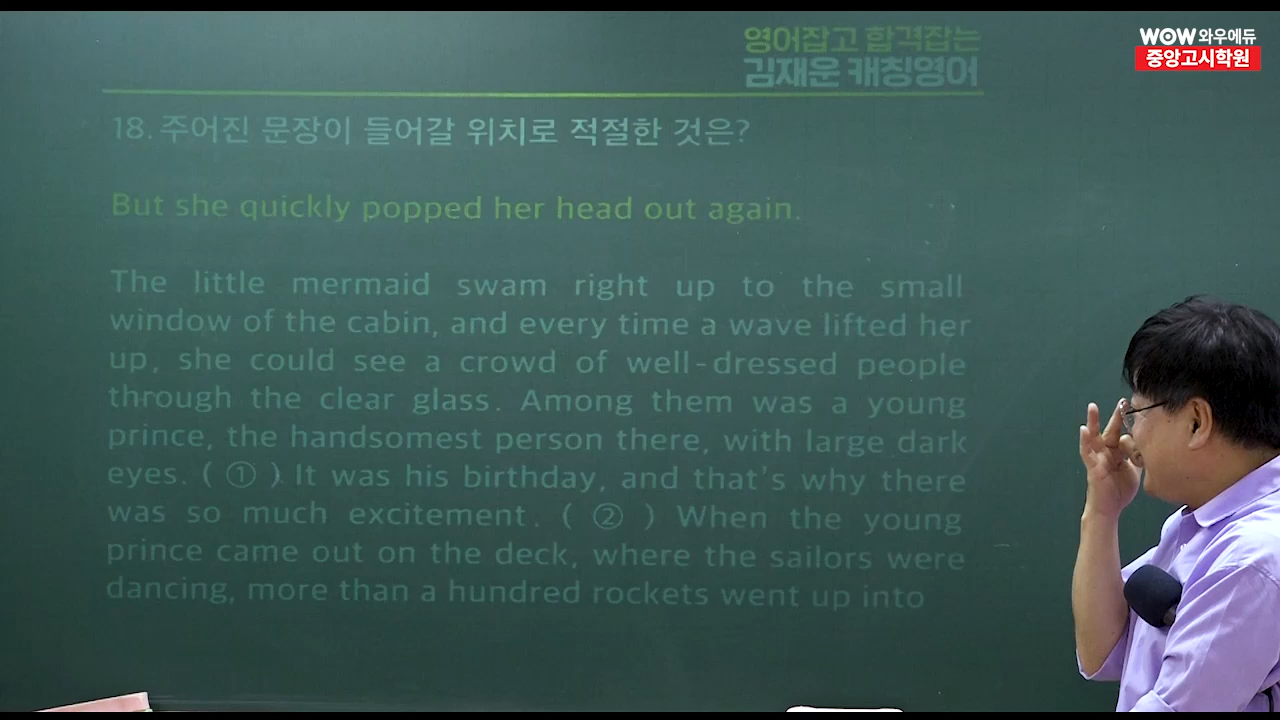 영어잡고 합격잡는
김재운 캐칭영어
WOW 와우에듀
중앙고시학원
18. 주어진 문장이 들어갈 위치로 적절한 것은?
But she quickly popped her head out again.
The little mermaid swam right up to the small
window of the cabin, and every time a wave lifted her
up, she could see a crowd of well-dressed people
through the clear glass. Among them was a young
prince, the handsomest person there, with large dark
eyes. ( ① ) It was his birthday, and that's why there
was so much excitement. ( ② ) When the young
prince came out on the deck, where the sailors were
dancing, more than a hundred rockets went up into